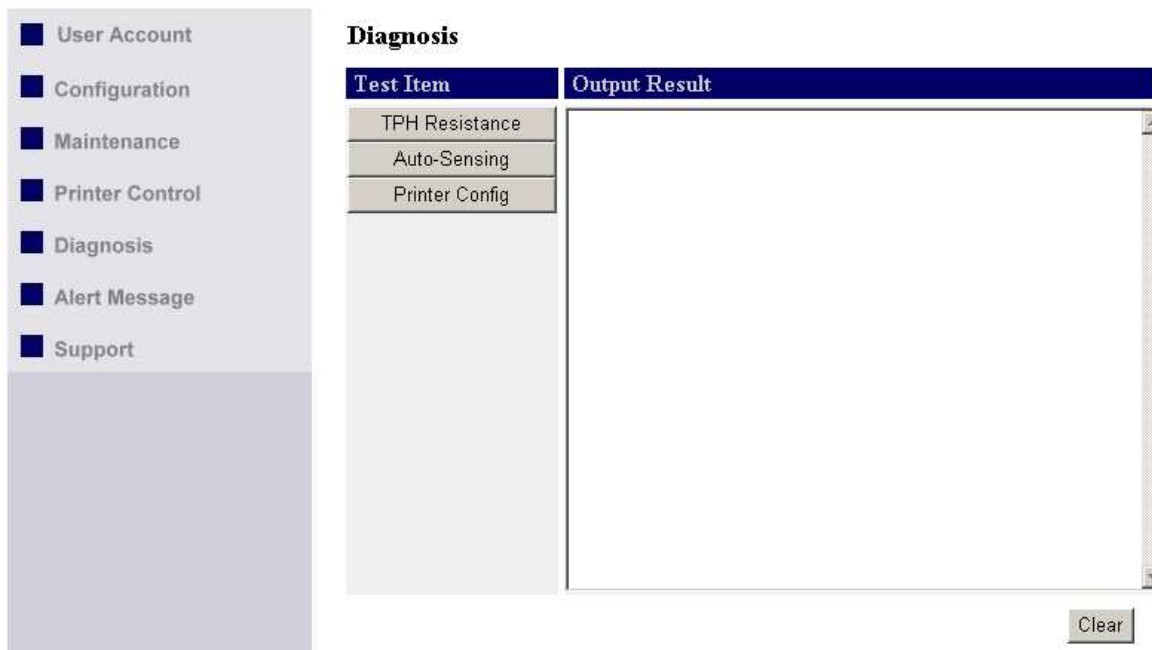 User Account
Configuration
Maintenance
Printer Control
Diagnosis
Alert Message
Support
Diagnosis
Test Item
Output Result
TPH Resistance
Auto-Sensing
Printer Config
Clear